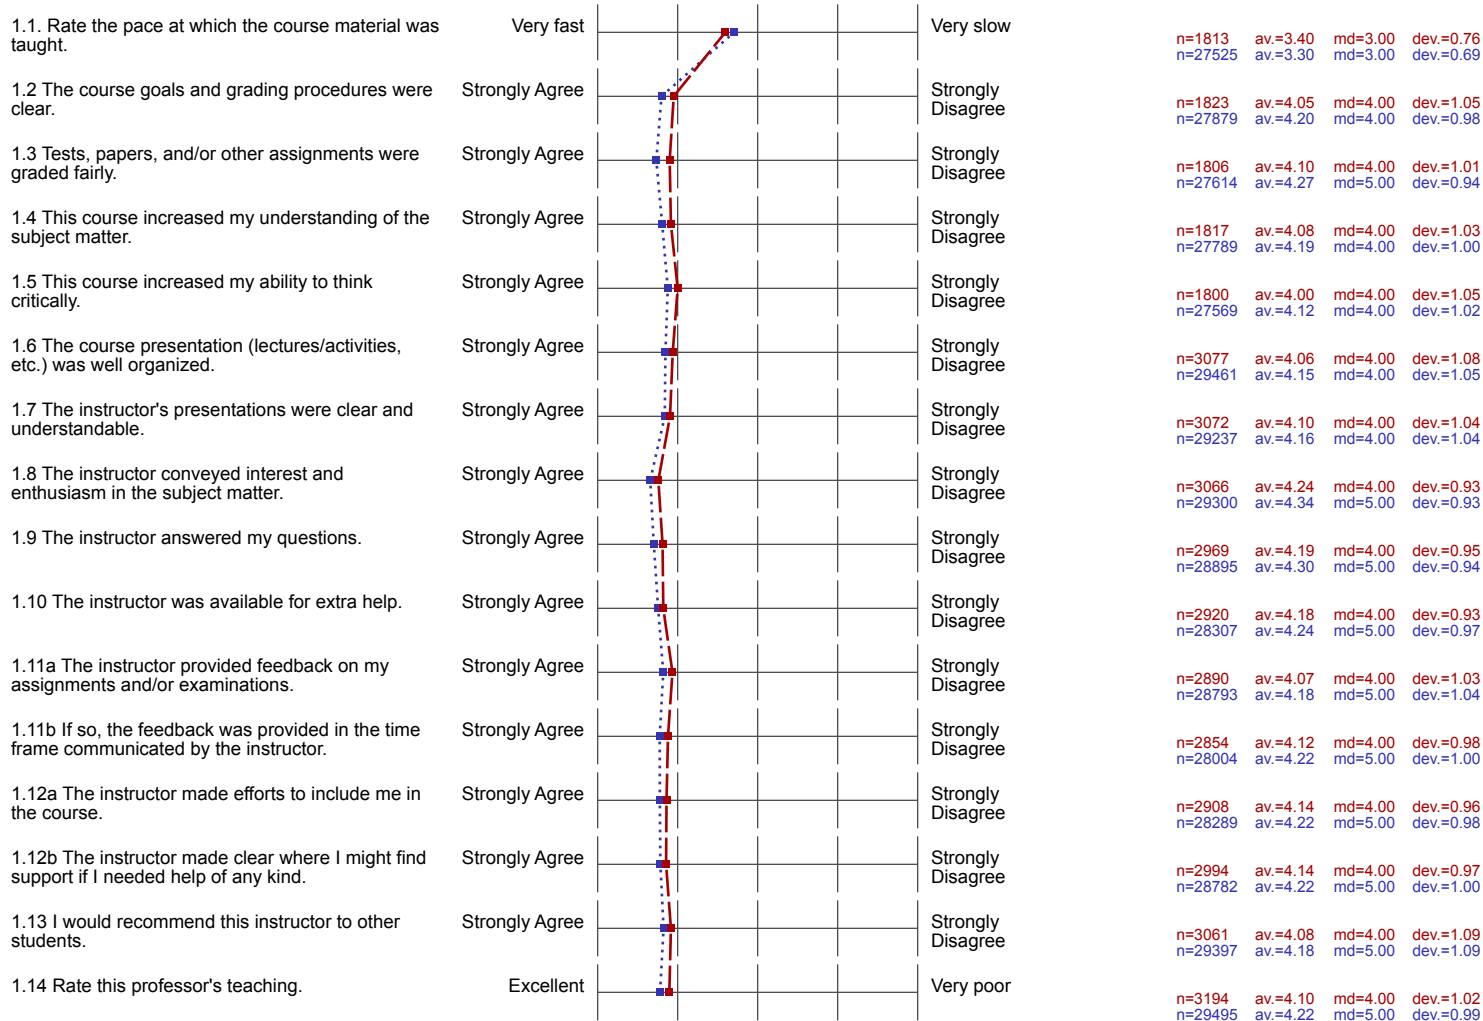 1.1. Rate the pace at which the course material was
taught.
Very fast
Very slow
n=1813 av.=3.40 md=3.00 dev.=0.76
n=27525 av.=3.30 md=3.00 dev.=0.69
1.2 The course goals and grading procedures were
clear.
Strongly Agree
Strongly
Disagree
n=1823 av.=4.05 md=4.00 dev.=1.05
n=27879 av.=4.20 md=4.00 dev.=0.98
1.3 Tests, papers, and/or other assignments were
graded fairly.
Strongly Agree
Strongly
Disagree
n=1806 av.=4.10 md=4.00 dev.=1.01
n=27614 av.=4.27 md=5.00 dev.=0.94
1.4 This course increased my understanding of the
subject matter.
Strongly Agree
Strongly
Disagree
n=1817 av.=4.08 md=4.00 dev.=1.03
n=27789 av.=4.19 md=4.00 dev.=1.00
1.5 This course increased my ability to think
critically.
Strongly Agree
Strongly
Disagree
n=1800 av.=4.00 md=4.00 dev.=1.05
n=27569 av.=4.12 md=4.00 dev.=1.02
1.6 The course presentation (lectures/activities,
etc.) was well organized.
Strongly Agree
Strongly
Disagree
n=3077 av.=4.06 md=4.00 dev.=1.08
n=29461 av.=4.15 md=4.00 dev.=1.05
1.7 The instructor's presentations were clear and
understandable.
Strongly Agree
Strongly
Disagree
n=3072 av.=4.10 md=4.00 dev.=1.04
n=29237 av.=4.16 md=4.00 dev.=1.04
1.8 The instructor conveyed interest and
enthusiasm in the subject matter.
Strongly Agree
Strongly
Disagree
n=3066 av.=4.24 md=4.00 dev.=0.93
n=29300 av.=4.34 md=5.00 dev.=0.93
1.9 The instructor answered my questions.
Strongly Agree
Strongly
Disagree
n=2969 av.=4.19 md=4.00 dev.=0.95
n=28895 av.=4.30 md=5.00 dev.=0.94
1.10 The instructor was available for extra help.
Strongly Agree
Strongly
Disagree
n=2920 av.=4.18 md=4.00 dev.=0.93
n=28307 av.=4.24 md=5.00 dev.=0.97
1.11a The instructor provided feedback on my
assignments and/or examinations.
Strongly Agree
Strongly
Disagree
n=2890 av.=4.07 md=4.00 dev.=1.03
n=28793 av.=4.18 md=5.00 dev.=1.04
1.11b If so, the feedback was provided in the time
frame communicated by the instructor.
Strongly Agree
Strongly
Disagree
n=2854 av.=4.12 md=4.00 dev.=0.98
n=28004 av.=4.22 md=5.00 dev.=1.00
1.12a The instructor made efforts to include me in
the course.
Strongly Agree
Strongly
Disagree
n=2908 av.=4.14 md=4.00 dev.=0.96
n=28289 av.=4.22 md=5.00 dev.=0.98
1.12b The instructor made clear where I might find
support if I needed help of any kind.
Strongly Agree
Strongly
Disagree
n=2994 av.=4.14 md=4.00 dev.=0.97
n=28782 av.=4.22 md=5.00 dev.=1.00
1.13 I would recommend this instructor to other
students.
Strongly Agree
Strongly
Disagree
n=3061 av.=4.08 md=4.00 dev.=1.09
n=29397 av.=4.18 md=5.00 dev.=1.09
1.14 Rate this professor's teaching.
Excellent
Very poor
n=3194 av.=4.10 md=4.00 dev.=1.02
n=29495 av.=4.22 md=5.00 dev.=0.99